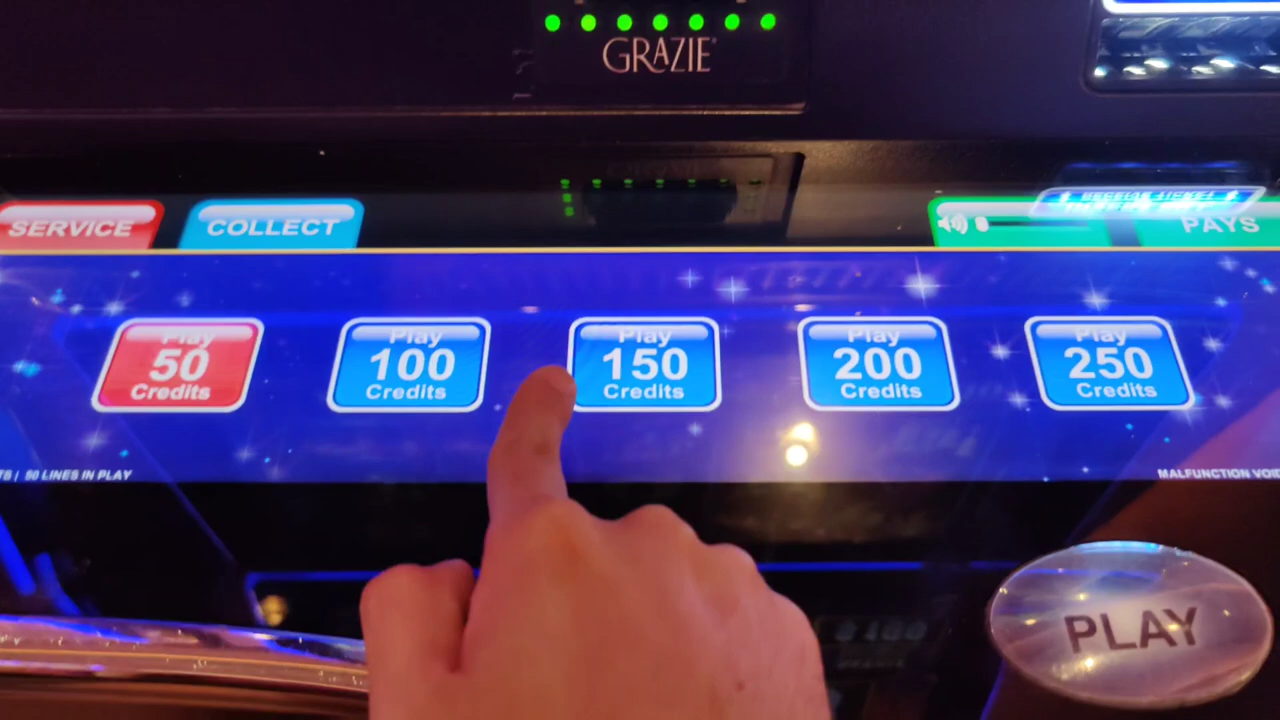 GRAZIE
SERVICE
COLLECT
PAYS
Play
50
Credits
Play
100
Credits
Play
150
Credits
Play
200
Credits
Play
250
Credits
50 LINES IN PLAY
MALFUNCTION VOID
PLAY